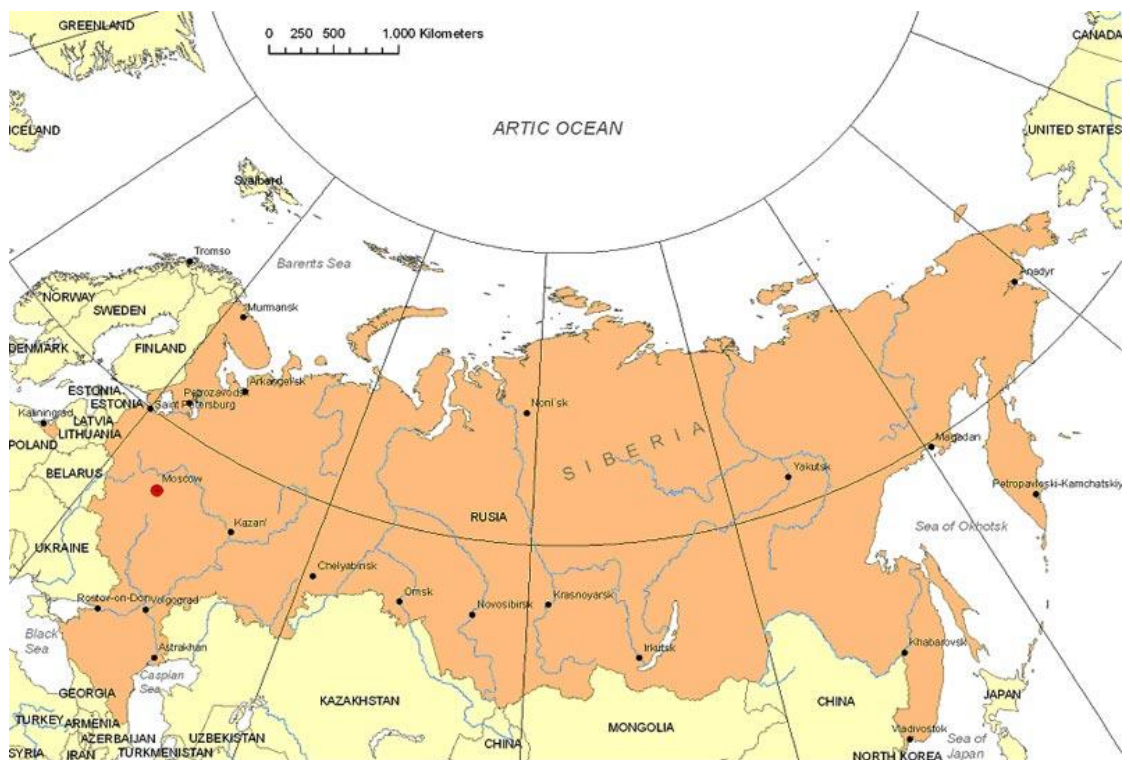 GREENLAND
0 250 500 1.000 Kilometers
CANADA
ICELAND
ARTIC OCEAN
UNITED STATES
Svalbard
Tromso
Barents Sea
Anadyr
NORWAY
SWEDEN
Murmansk
DENMARK
FINLAND
Arkangel'sk
ESTONIA
Petrozavodsk
ESTONIA
Saint Petersburg
Kaliningrad
LATVIA
LITHUANIA
Noril'sk
SIBERIA
POLAND
Magadan
BELARUS
Moscow
Yakutsk
Petropavloski-Kamchatskiy
RUSIA
Kazan'
Sea of Okhotsk
UKRAINE
Chelyabinsk
Rostov-on-Don
Volgograd
Omsk
Novosibirsk
Krasnoyarsk
Black
Sea
Astrakhan
Irkutsk
Khabarovsk
Caspian
Sea
GEORGIA
KAZAKHSTAN
CHINA
JAPAN
TURKEY
ARMENIA
AZERBAIJAN
UZBEKISTAN
MONGOLIA
Vladivostok
SYRIA
IRAN
TURKMENISTAN
CHINA
NORTH KOREA
Sea of
Japan